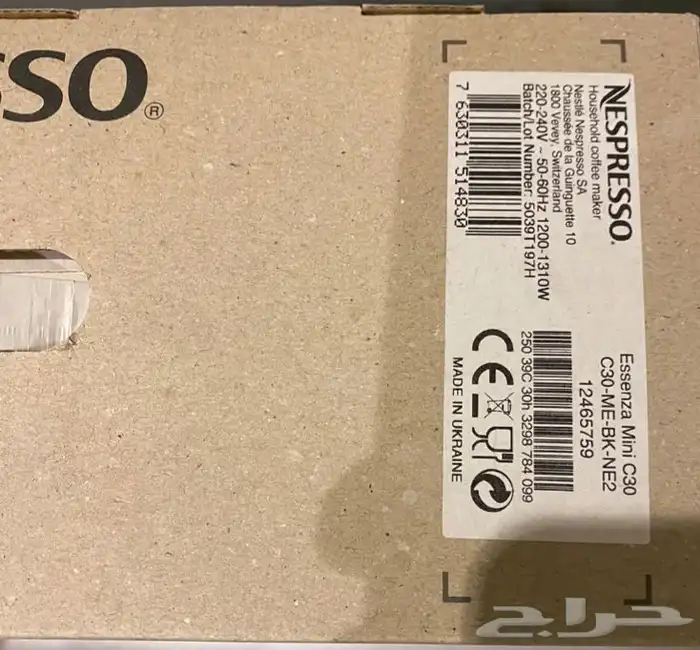 SSO®
NESPRESSO.
Household coffee maker
Nestlé Nespresso SA
Chaussée de la Guinguette 10
1800 Vevey, Switzerland
220-240V ~ 50-60Hz 1200-1310W
Batch/Lot Number: 5039T197H
7 630311 514830
Essenza Mini C30
C30-ME-BK-NE2
12465759
250 39C 30h 3298 784 099
CE
MADE IN UKRAINE
حراج